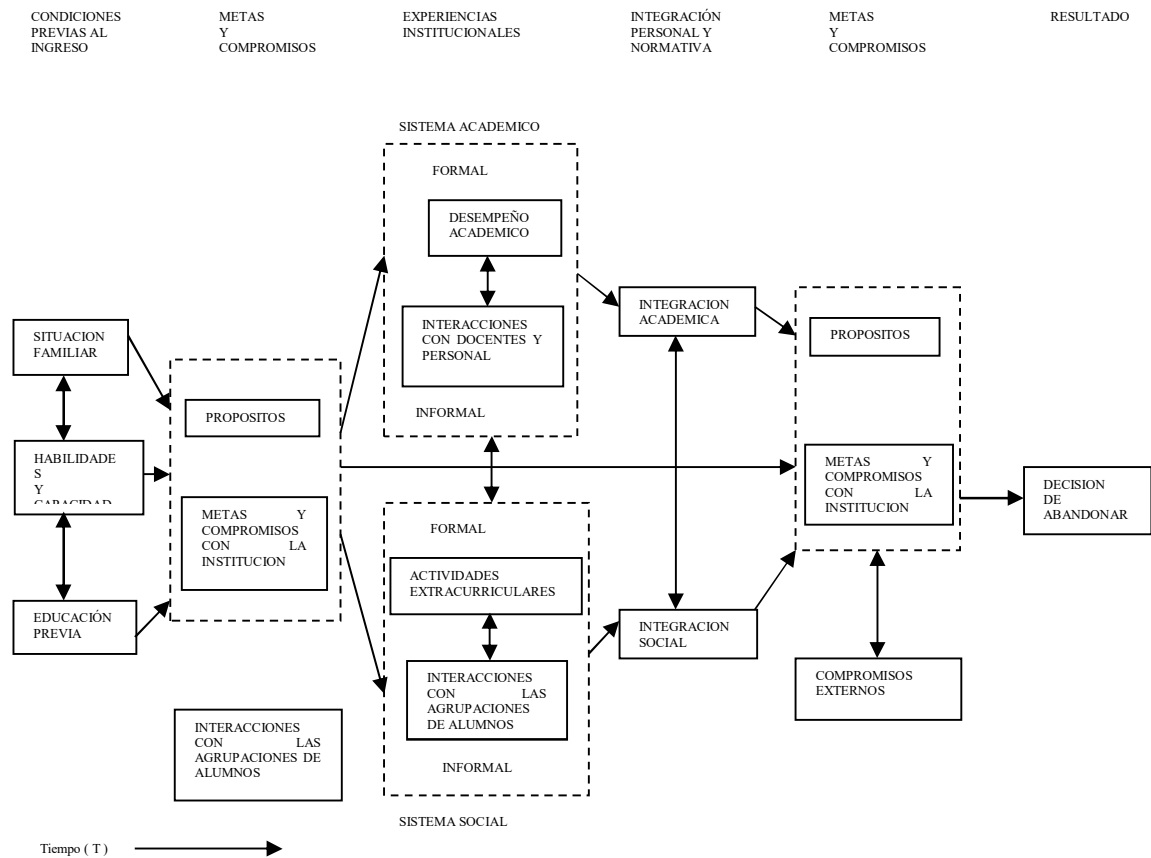 CONDICIONES
PREVIAS AL
INGRESO
METAS
Y
COMPROMISOS
EXPERIENCIAS
INSTITUCIONALES
INTEGRACIÓN
PERSONAL Y
NORMATIVA
METAS
Y
COMPROMISOS
RESULTADO
SISTEMA ACADEMICO
FORMAL
DESEMPEÑO
ACADEMICO
INTERACCIONES
CON DOCENTES Y
PERSONAL
INFORMAL
SITUACION
FAMILIAR
HABILIDADE
S
Y
CAPACIDAD
EDUCACIÓN
PREVIA
PROPOSITOS
METAS Y
COMPROMISOS
CON LA
INSTITUCION
INTERACCIONES
CON LAS
AGRUPACIONES DE
ALUMNOS
FORMAL
ACTIVIDADES
EXTRACURRICULARES
INTERACCIONES
CON LAS
AGRUPACIONES
DE ALUMNOS
INFORMAL
SISTEMA SOCIAL
INTEGRACION
ACADEMICA
INTEGRACION
SOCIAL
PROPOSITOS
METAS Y
COMPROMISOS
CON LA
INSTITUCION
COMPROMISOS
EXTERNOS
DECISION
DE
ABANDONAR
Tiempo ( T )